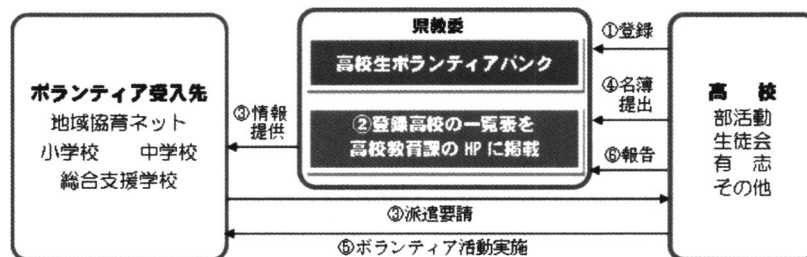 県教委
高校生ボランティアバンク
②登録高校の一覧表を
高校教育課の HP に掲載
ボランティア受入先
地域協育ネット
小学校 中学校
総合支援学校
③情報
提供
①登録
④名簿
提出
⑥報告
高 校
部活動
生徒会
有 志
その他
③派遣要請
⑤ボランティア活動実施